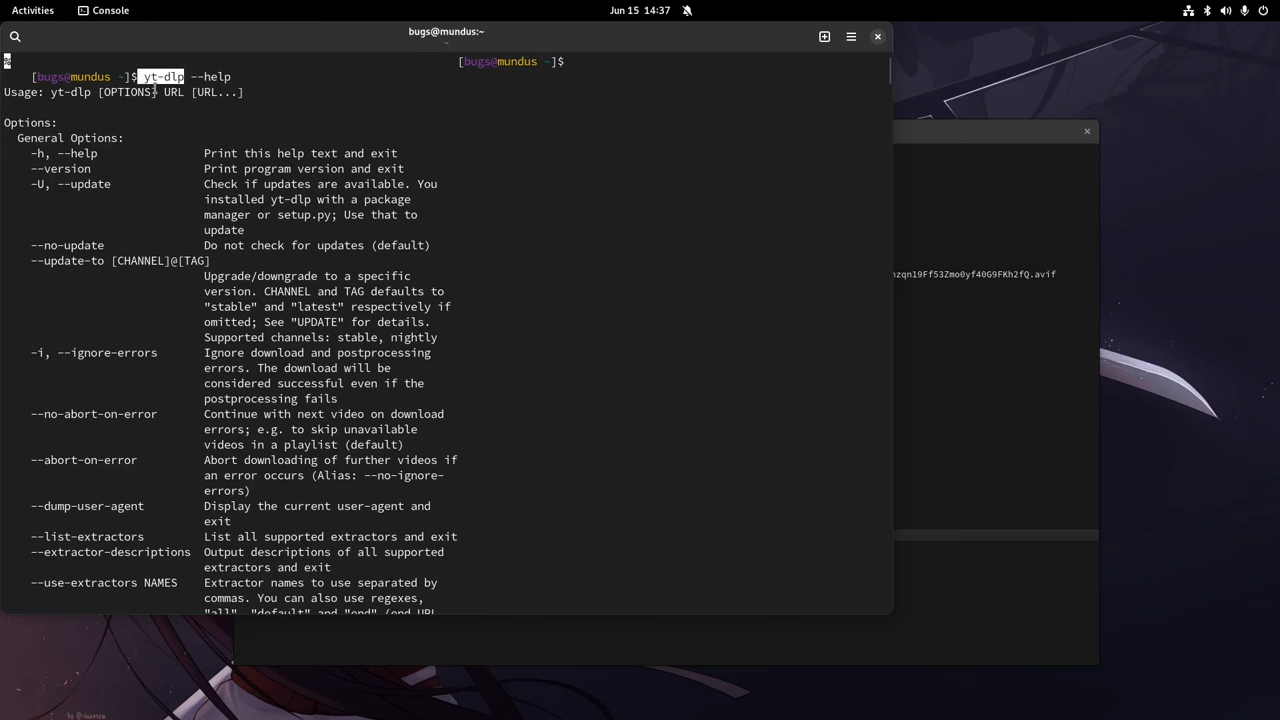 Activities Console Jun 15 14:37
bugs@mundus:~
~
% [bugs@mundus ~]$
[bugs@mundus ~]$ yt-dlp --help
Usage: yt-dlp [OPTIONS] URL [URL...]
Options:
General Options:
-h, --help Print this help text and exit
--version Print program version and exit
-U, --update Check if updates are available. You
installed yt-dlp with a package
manager or setup.py; Use that to
update
--no-update Do not check for updates (default)
--update-to [CHANNEL]@[TAG]
Upgrade/downgrade to a specific
version. CHANNEL and TAG defaults to
"stable" and "latest" respectively if
omitted; See "UPDATE" for details.
Supported channels: stable, nightly
-i, --ignore-errors Ignore download and postprocessing
errors. The download will be
considered successful even if the
postprocessing fails
--no-abort-on-error Continue with next video on download
errors; e.g. to skip unavailable
videos in a playlist (default)
--abort-on-error Abort downloading of further videos if
an error occurs (Alias: --no-ignore-
errors)
--dump-user-agent Display the current user-agent and
exit
--list-extractors List all supported extractors and exit
--extractor-descriptions Output descriptions of all supported
extractors and exit
--use-extractors NAMES Extractor names to use separated by
commas. You can also use regexes,
"all", "default" and "end" (end URL